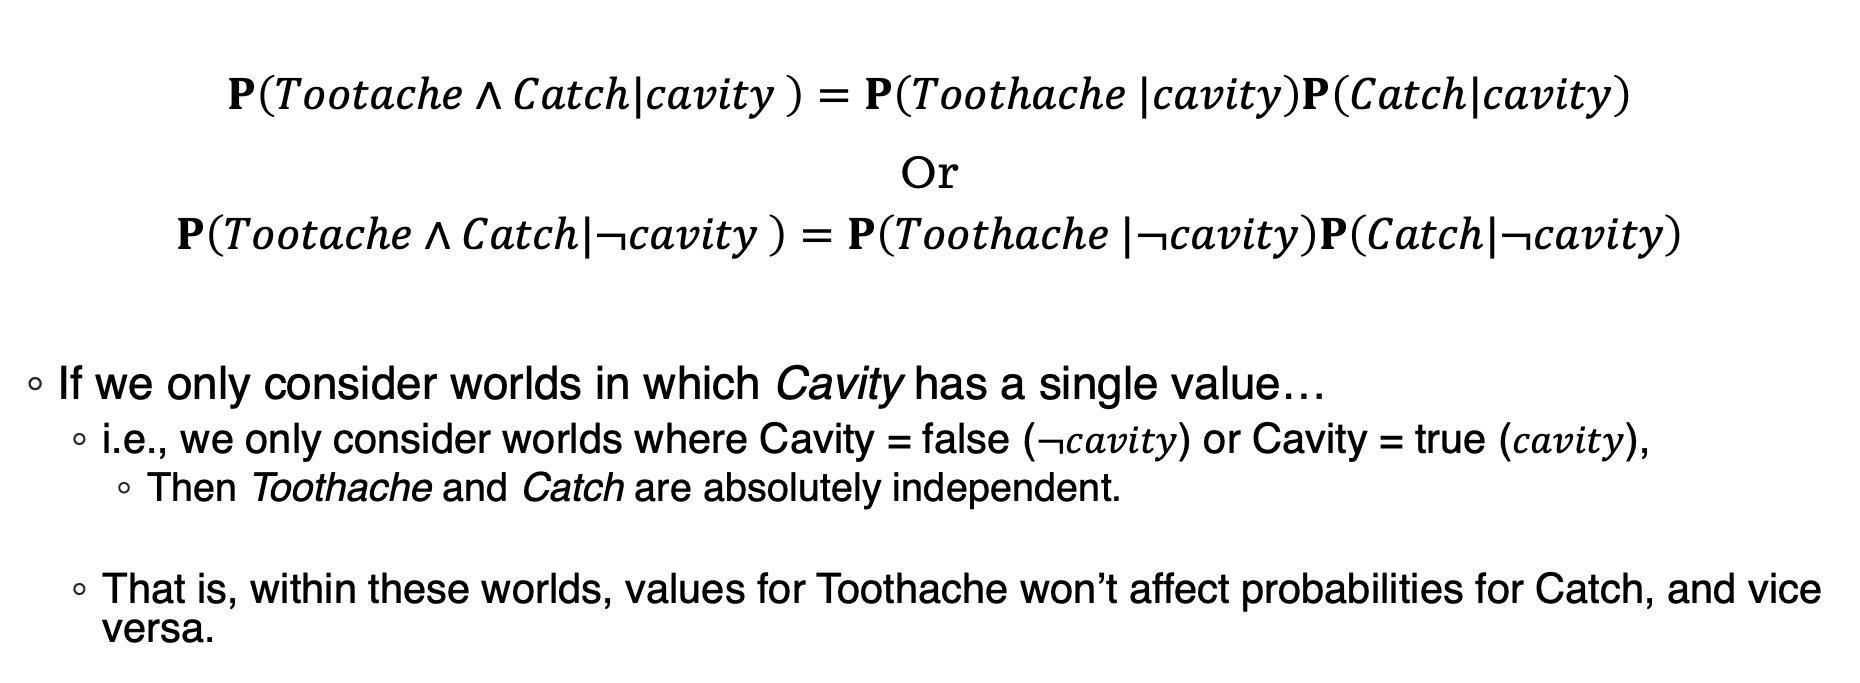 𝐏(Tootache ∧ Catch|cavity ) = 𝐏(Toothache |cavity)𝐏(Catch|cavity)
Or
𝐏(Tootache ∧ Catch|¬cavity ) = 𝐏(Toothache |¬cavity)𝐏(Catch|¬cavity)
◦ If we only consider worlds in which Cavity has a single value…
◦ i.e., we only consider worlds where Cavity = false (¬cavity) or Cavity = true (cavity),
◦ Then Toothache and Catch are absolutely independent.
◦ That is, within these worlds, values for Toothache won’t affect probabilities for Catch, and vice
versa.